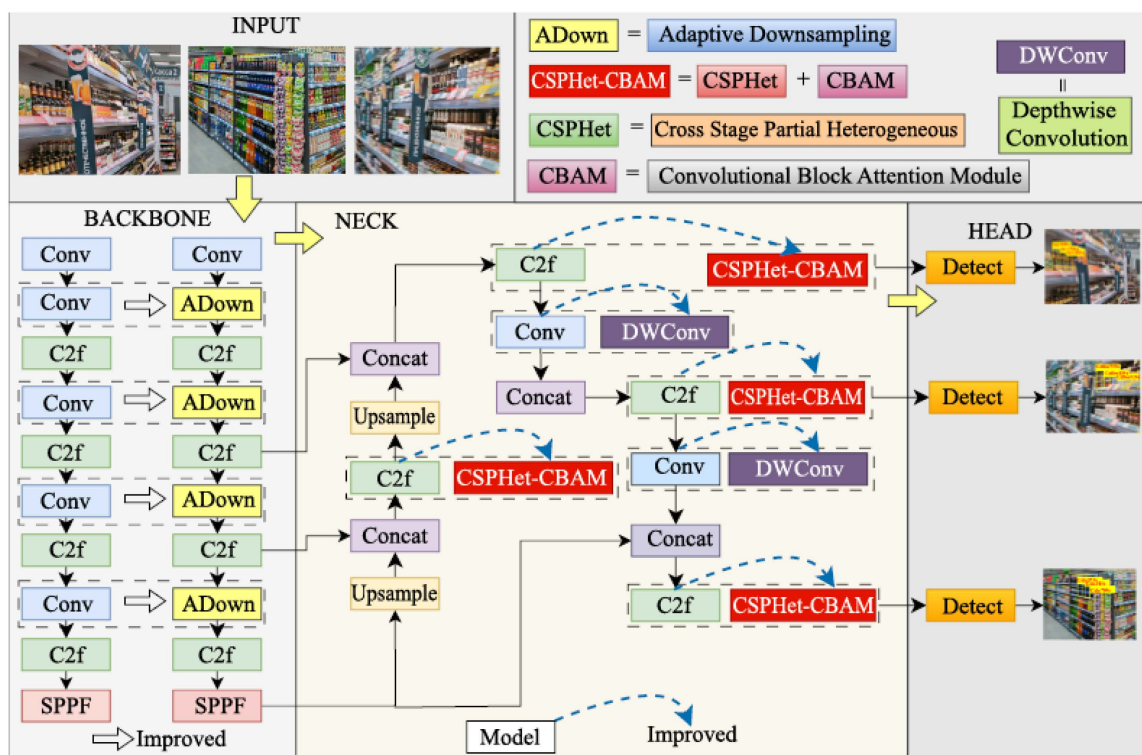 INPUT
ADown = Adaptive Downsampling
CSPHet-CBAM = CSPHet + CBAM
CSPHet = Cross Stage Partial Heterogeneous
CBAM = Convolutional Block Attention Module
DWConv
=
Depthwise
Convolution
BACKBONE
Conv Conv
Conv ADown
C2f C2f
Conv ADown
C2f C2f
Conv ADown
C2f C2f
Conv ADown
C2f C2f
SPPF SPPF
Improved
NECK
C2f CSPHet-CBAM
Conv DWConv
Concat
Concat
C2f CSPHet-CBAM
Upsample
C2f CSPHet-CBAM
Conv DWConv
Concat
Concat
Upsample
C2f CSPHet-CBAM
Model Improved
HEAD
Detect
Detect
Detect